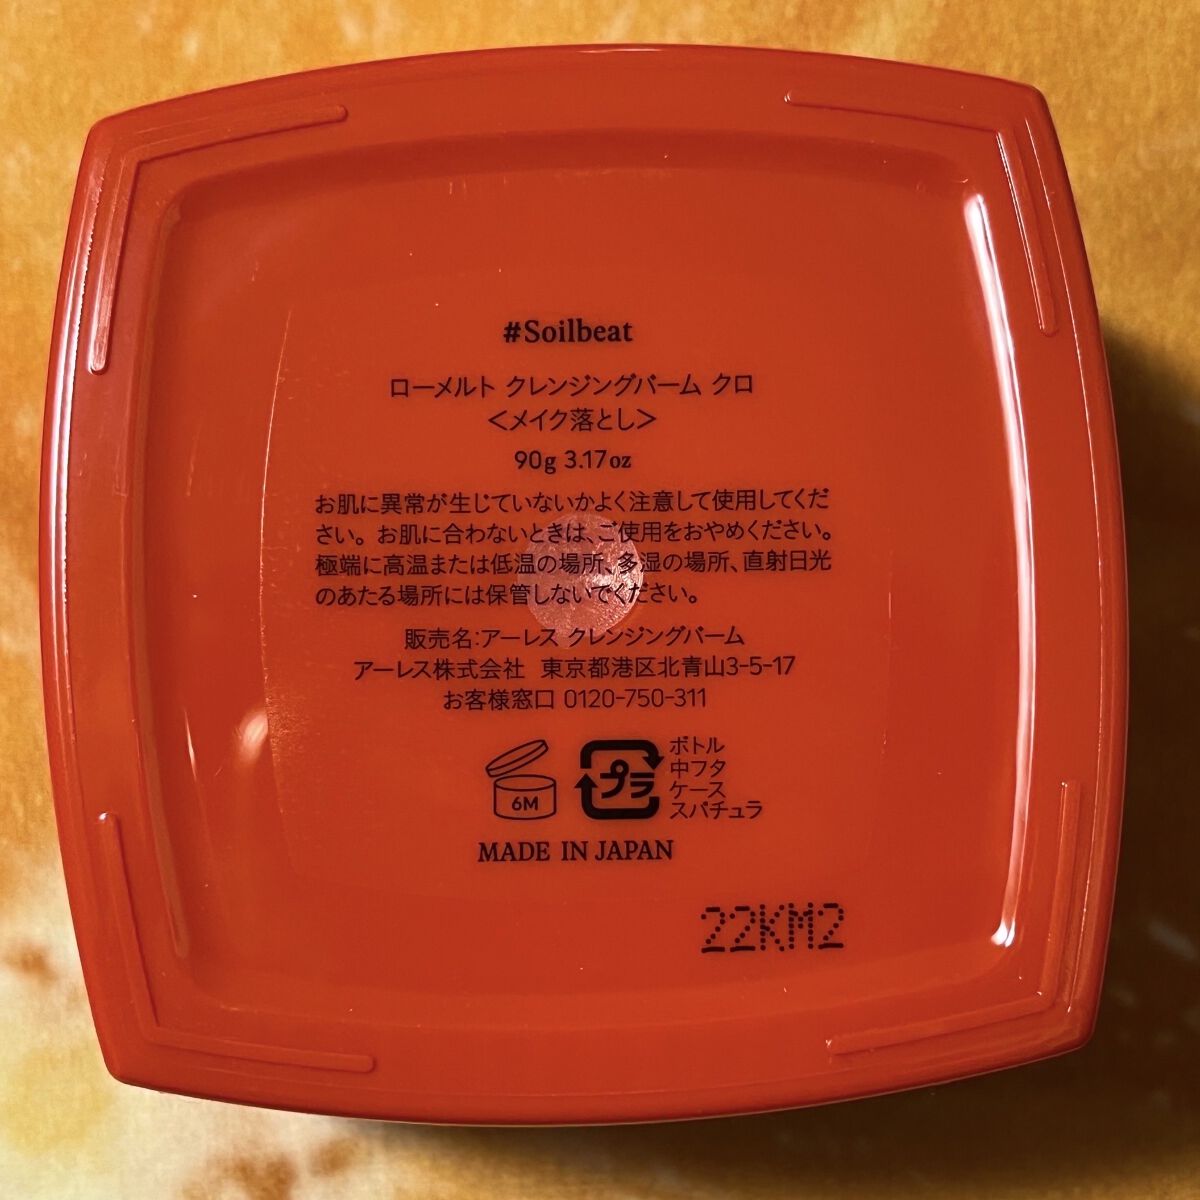 #Soilbeat
ローメルト クレンジングバーム クロ
<メイク落とし>
90g 3.17oz
お肌に異常が生じていないかよく注意して使用してくだ
さい。お肌に合わないときは、ご使用をおやめください。
極端に高温または低温の場所、多湿の場所、直射日光
のあたる場所には保管しないでください。
販売名:アーレス クレンジングバーム
アーレス株式会社 東京都港区北青山3-5-17
お客様窓口 0120-750-311
6M
プラ
ボトル
中フタ
ケース
スパチュラ
MADE IN JAPAN
22KM2